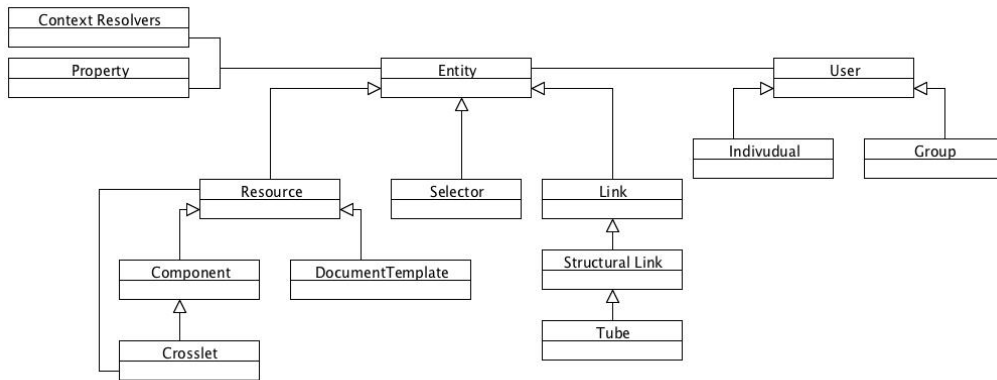 Context Resolvers
Property
Entity
User
Indivudual
Group
Resource
Selector
Link
Component
DocumentTemplate
Structural Link
Crosslet
Tube